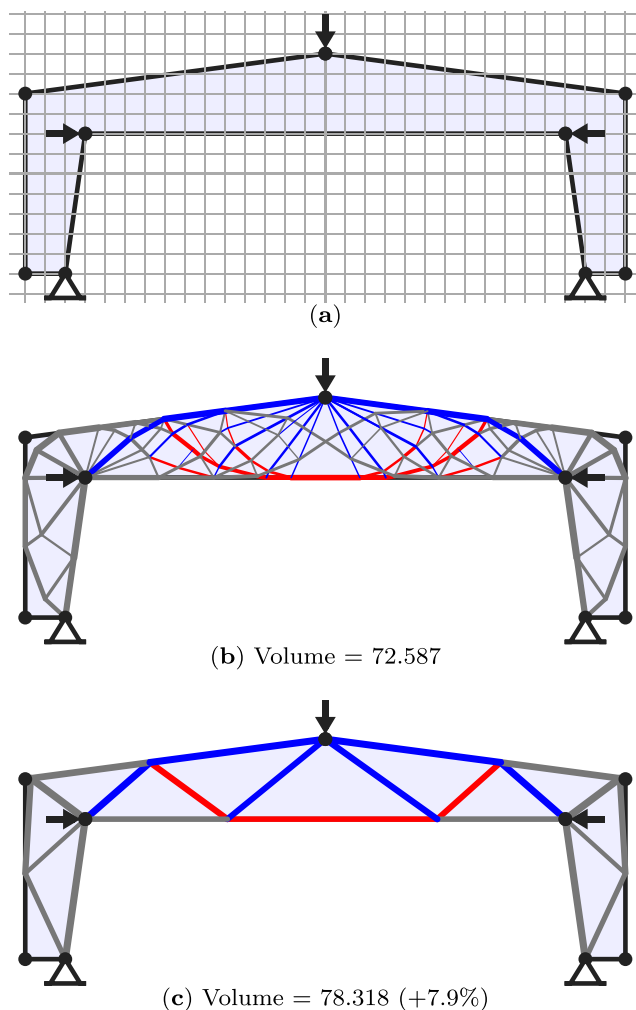 (a)
(b) Volume = 72.587
(c) Volume = 78.318 (+7.9%)